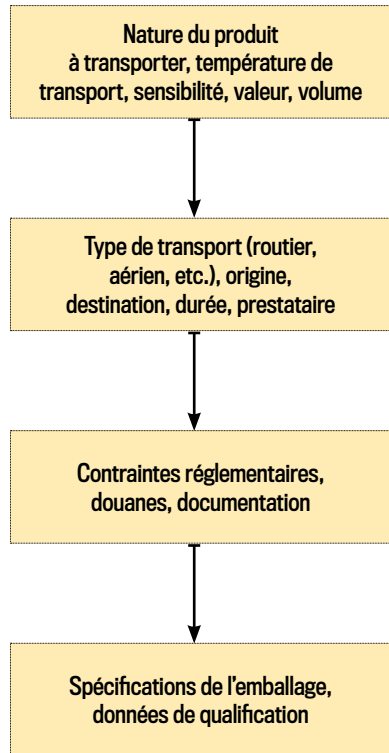 Nature du produit
à transporter, température de
transport, sensibilité, valeur, volume
Type de transport (routier,
aérien, etc.), origine,
destination, durée, prestataire
Contraintes réglementaires,
douanes, documentation
Spécifications de l'emballage,
données de qualification